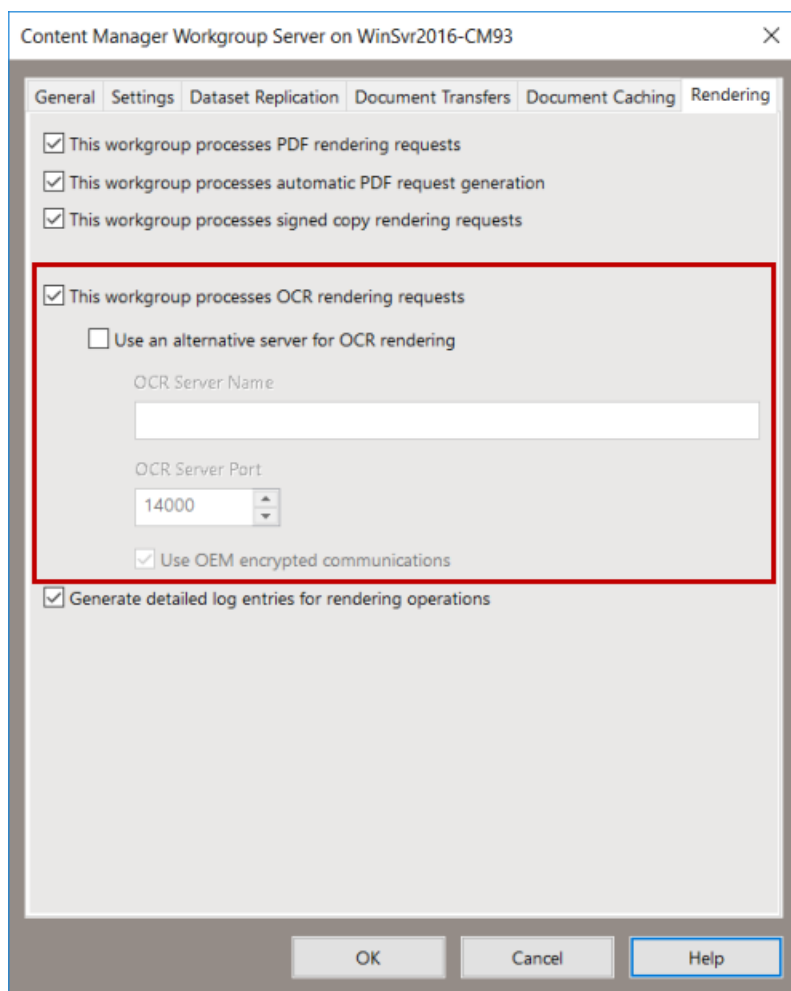 Content Manager Workgroup Server on WinSvr2016-CM93
General Settings Dataset Replication Document Transfers Document Caching Rendering
This workgroup processes PDF rendering requests
This workgroup processes automatic PDF request generation
This workgroup processes signed copy rendering requests
This workgroup processes OCR rendering requests
Use an alternative server for OCR rendering
OCR Server Name
OCR Server Port
14000
Use OEM encrypted communications
Generate detailed log entries for rendering operations
OK Cancel Help